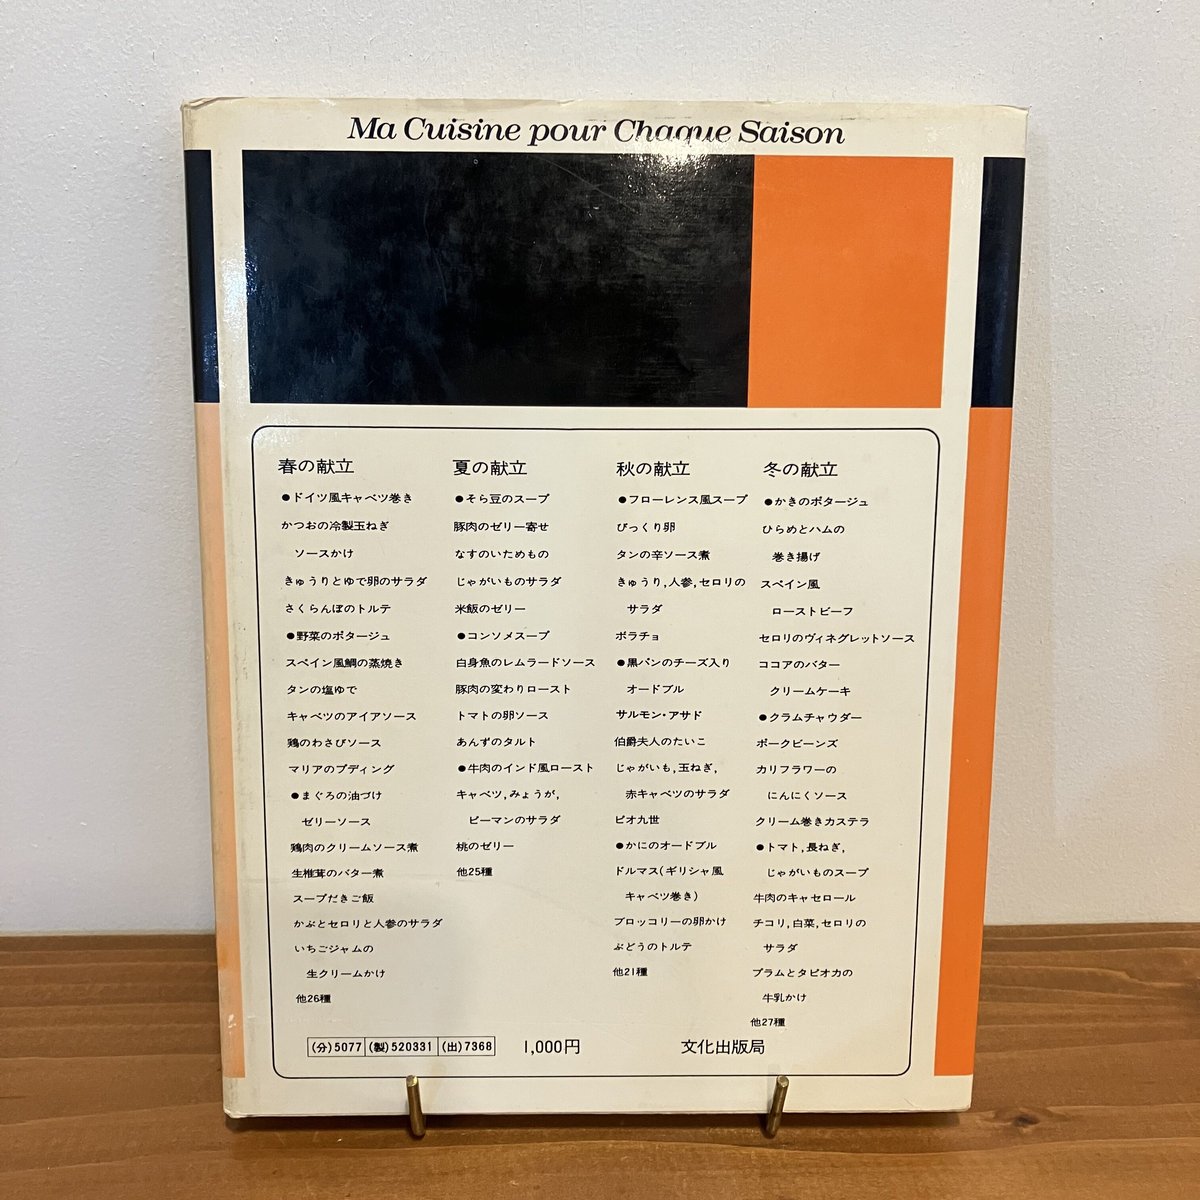 Ma Cuisine pour Chaque Saison
春の献立
●ドイツ風キャベツ巻き
かつおの冷製玉ねぎ
ソースかけ
きゅうりとゆで卵のサラダ
さくらんぼのトルテ
●野菜のポタージュ
スペイン風鯛の蒸焼き
タンの塩ゆで
キャベツのアイアソース
鶏のわさびソース
マリアのプディング
●まぐろの油づけ
ゼリーソース
鶏肉のクリームソース煮
生椎茸のバター煮
スープだきご飯
かぶとセロリと人参のサラダ
いちごジャムの
生クリームかけ
他26種
夏の献立
●そら豆のスープ
豚肉のゼリー寄せ
なすのいためもの
じゃがいものサラダ
米飯のゼリー
●コンソメスープ
白身魚のレムラードソース
豚肉の変わりロースト
トマトの卵ソース
あんずのタルト
●牛肉のインド風ロースト
キャベツ,みょうが,
ピーマンのサラダ
桃のゼリー
他25種
秋の献立
●フローレンス風スープ
びっくり卵
タンの辛ソース煮
きゅうり,人参,セロリの
サラダ
ボラチョ
●黒パンのチーズ入り
オードブル
サルモン・アサド
伯爵夫人のたいこ
じゃがいも,玉ねぎ,
赤キャベツのサラダ
ピオ九世
●かにのオードブル
ドルマス(ギリシャ風
キャベツ巻き)
ブロッコリーの卵かけ
ぶどうのトルテ
他21種
冬の献立
●かきのポタージュ
ひらめとハムの
巻き揚げ
スペイン風
ローストビーフ
セロリのヴィネグレットソース
ココアのバター
クリームケーキ
●クラムチャウダー
ポークビーンズ
カリフラワーの
にんにくソース
クリーム巻きカステラ
●トマト,長ねぎ,
じゃがいものスープ
牛肉のキャセロール
チコリ,白菜,セロリの
サラダ
プラムとタピオカの
牛乳かけ
他27種
(分)5077 (製)520331 (出)7368 1,000円 文化出版局